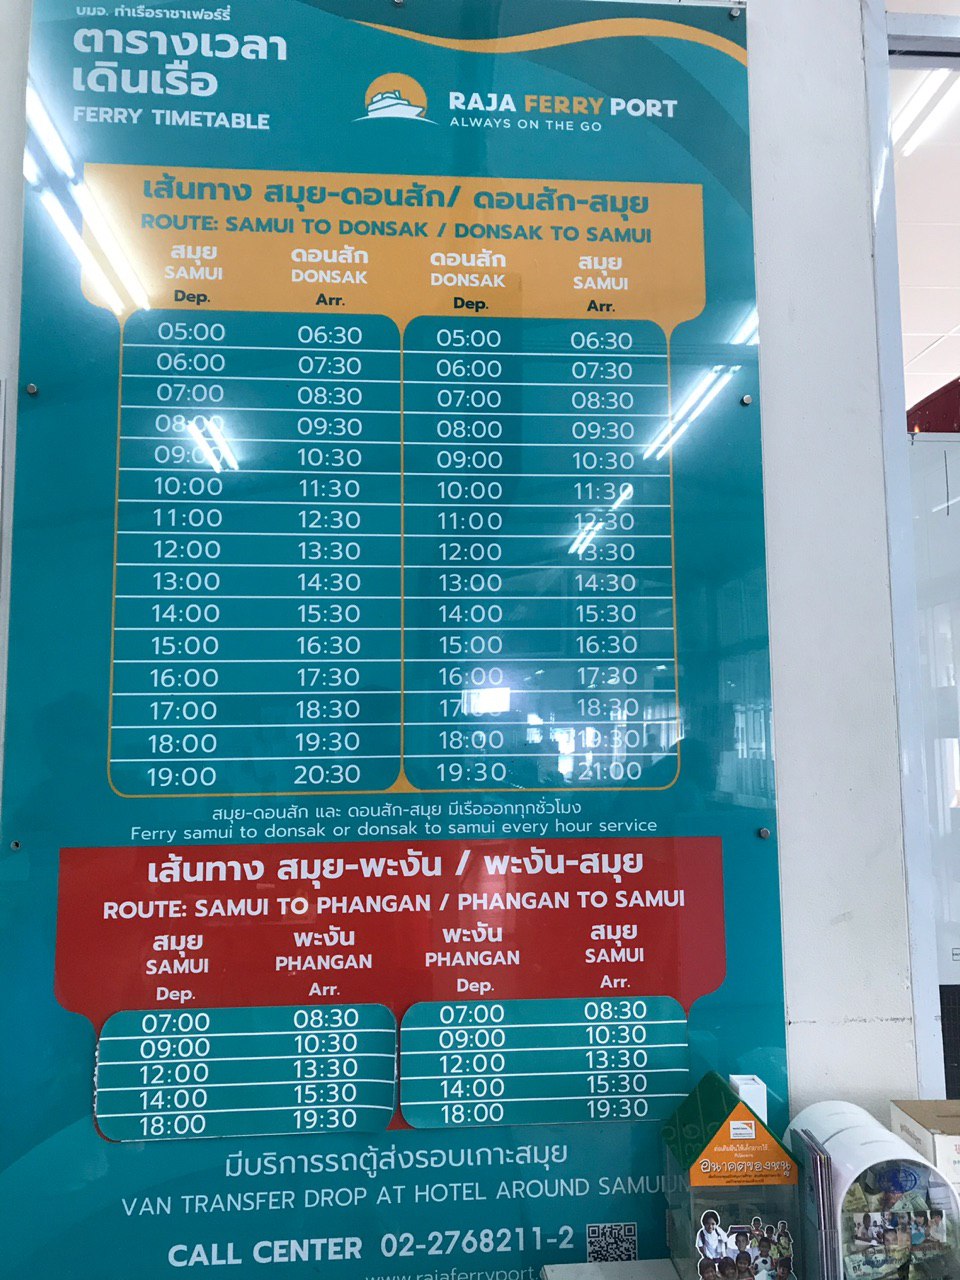 บมจ. ท่าเรือราชาเฟอร์รี่
ตารางเวลา
เดินเรือ
FERRY TIMETABLE
RAJA FERRY PORT
ALWAYS ON THE GO
เส้นทาง สมุย-ดอนสัก/ ดอนสัก-สมุย
ROUTE: SAMUI TO DONSAK / DONSAK TO SAMUI
สมุย ดอนสัก ดอนสัก สมุย
SAMUI DONSAK DONSAK SAMUI
Dep. Arr. Dep. Arr.
05:00 06:30 05:00 06:30
06:00 07:30 06:00 07:30
07:00 08:30 07:00 08:30
08:00 09:30 08:00 09:30
09:00 10:30 09:00 10:30
10:00 11:30 10:00 11:30
11:00 12:30 11:00 12:30
12:00 13:30 12:00 13:30
13:00 14:30 13:00 14:30
14:00 15:30 14:00 15:30
15:00 16:30 15:00 16:30
16:00 17:30 16:00 17:30
17:00 18:30 17:00 18:30
18:00 19:30 18:00 19:30
19:00 20:30 19:30 21:00
สมุย-ดอนสัก และ ดอนสัก-สมุย มีเรือออกทุกชั่วโมง
Ferry samui to donsak or donsak to samui every hour service
เส้นทาง สมุย-พะงัน / พะงัน-สมุย
ROUTE: SAMUI TO PHANGAN / PHANGAN TO SAMUI
สมุย พะงัน พะงัน สมุย
SAMUI PHANGAN PHANGAN SAMUI
Dep. Arr. Dep. Arr.
07:00 08:30 07:00 08:30
09:00 10:30 09:00 10:30
12:00 13:30 12:00 13:30
14:00 15:30 14:00 15:30
18:00 19:30 18:00 19:30
มีบริการรถตู้ส่งรอบเกาะสมุย
VAN TRANSFER DROP AT HOTEL AROUND SAMUI
CALL CENTER 02-2768211-2
www.rajaferryport.c
อนาคตของหนู